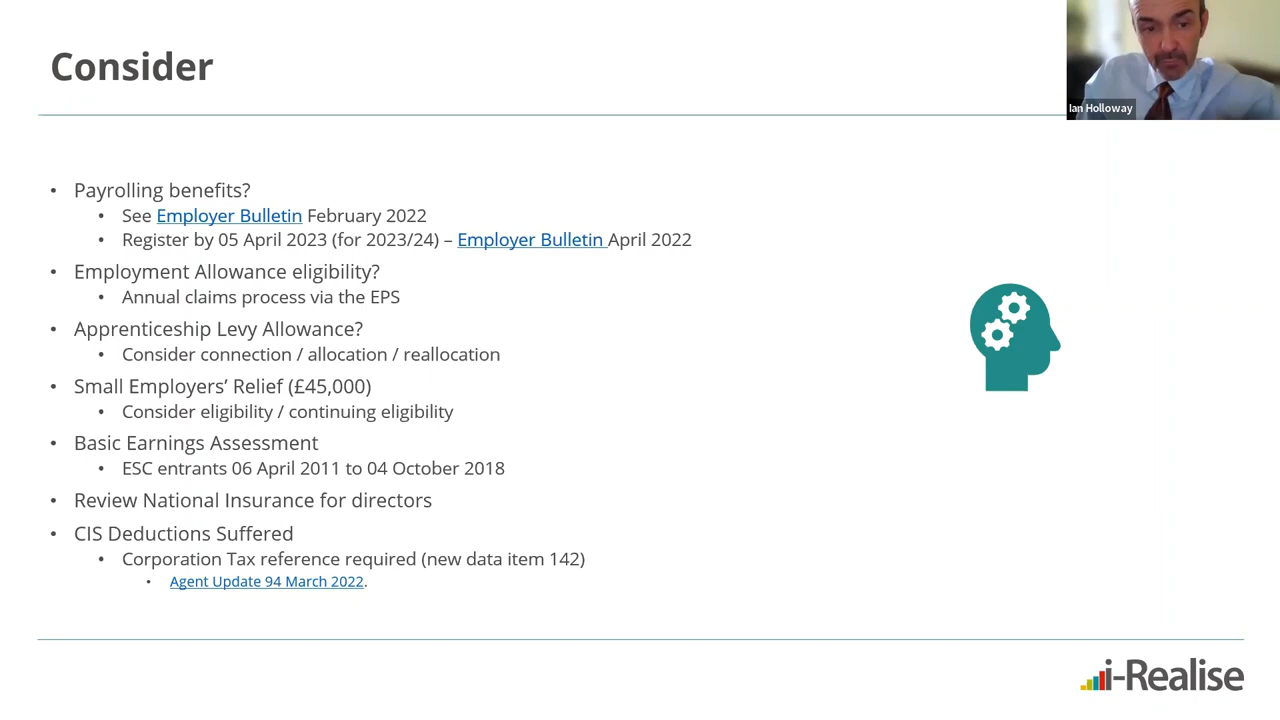 Consider
Ian Holloway
• Payrolling benefits?
• See Employer Bulletin February 2022
• Register by 05 April 2023 (for 2023/24) – Employer Bulletin April 2022
• Employment Allowance eligibility?
• Annual claims process via the EPS
• Apprenticeship Levy Allowance?
• Consider connection / allocation / reallocation
• Small Employers’ Relief (£45,000)
• Consider eligibility / continuing eligibility
• Basic Earnings Assessment
• ESC entrants 06 April 2011 to 04 October 2018
• Review National Insurance for directors
• CIS Deductions Suffered
• Corporation Tax reference required (new data item 142)
• Agent Update 94 March 2022.
i-Realise